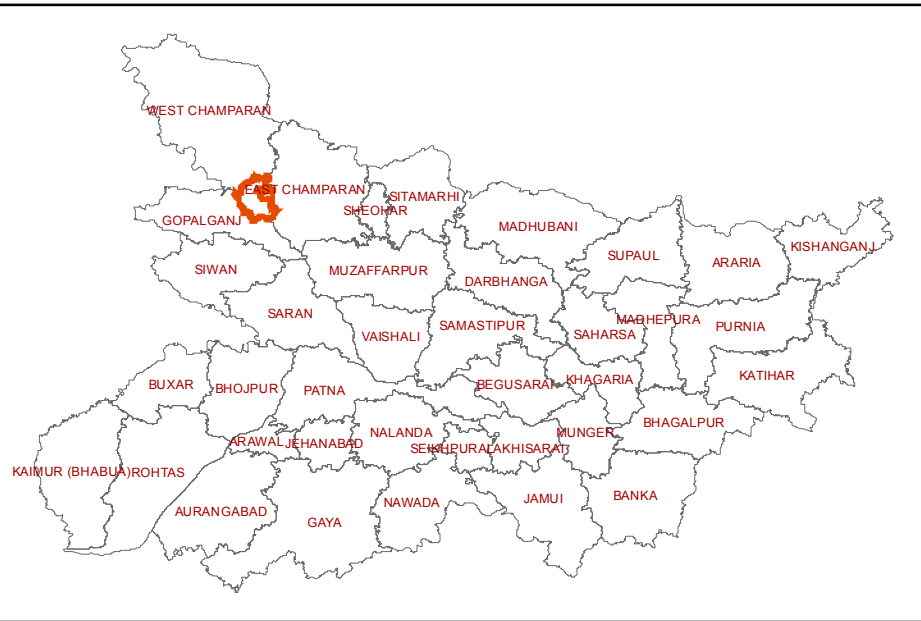 WEST CHAMPARAN
EAST CHAMPARAN
SITAMARHI
SHEOHAR
GOPALGANJ
MADHUBANI
KISHANGANJ
SUPAUL
ARARIA
SIWAN
MUZAFFARPUR
DARBHANGA
SARAN
MADHEPURA
SAMASTIPUR
PURNIA
VAISHALI
SAHARSA
KATIHAR
BUXAR
BHOJPUR
PATNA
BEGUSARAI
KHAGARIA
BHAGALPUR
NALANDA
MUNGER
ARAWAL
JEHANABAD
SEIKHPURA
LAKHISARAI
KAIMUR (BHABUA)
ROHTAS
JAMUI
BANKA
NAWADA
AURANGABAD
GAYA